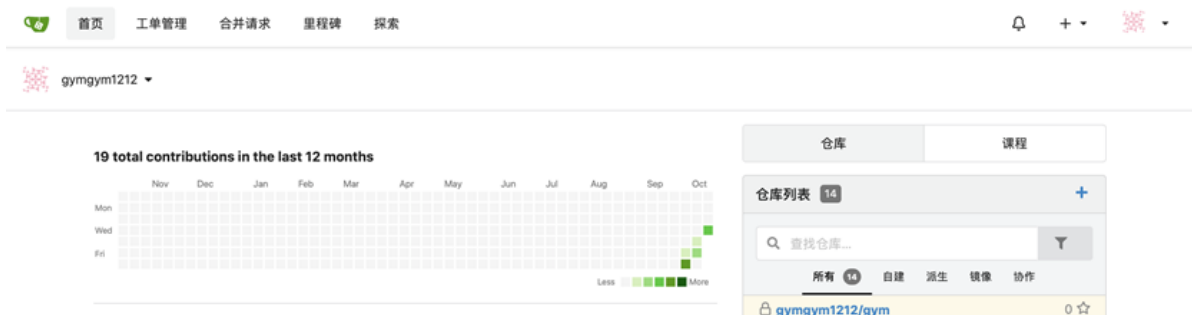 首页 工单管理 合并请求 里程碑 探索
gymgym1212
19 total contributions in the last 12 months
Nov Dec Jan Feb Mar Apr May Jun Jul Aug Sep Oct
Mon
Wed
Fri
Less More
仓库 课程
仓库列表 14
查找仓库...
所有 14 自建 派生 镜像 协作
gymgym1212/gym 0